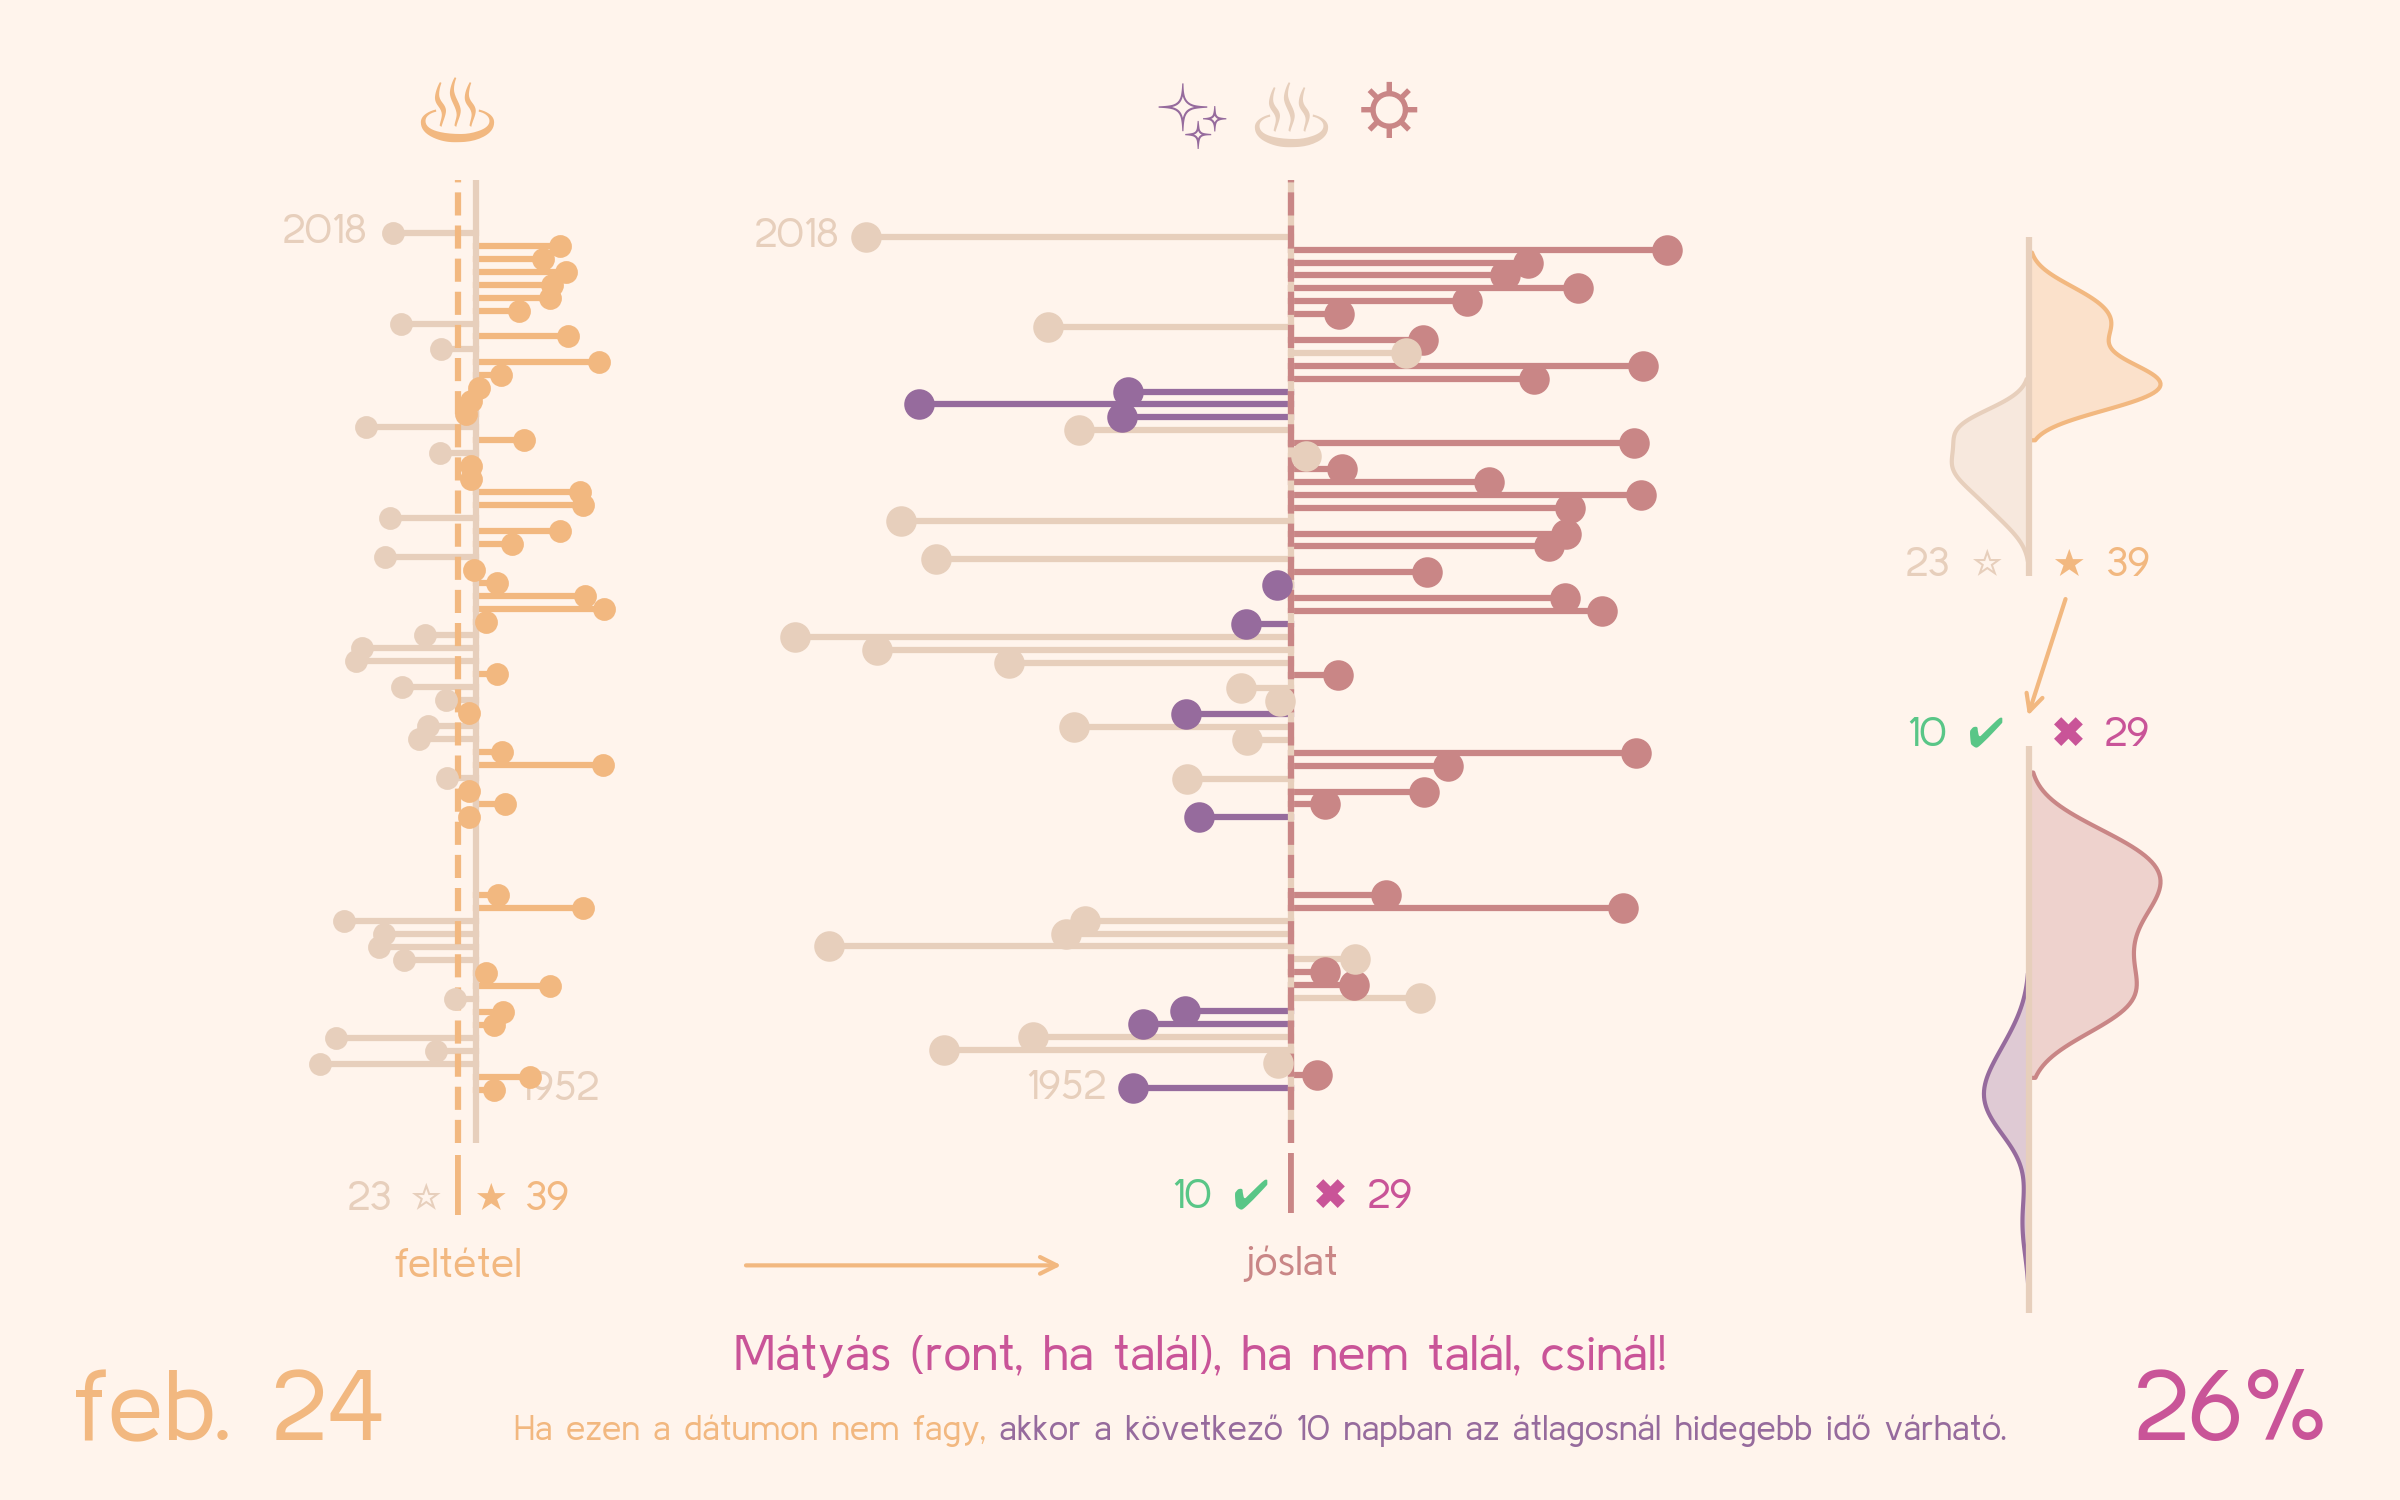 2018
2018
1952
1952
23 ☆ ★ 39
10 ✔ ✖ 29
23 ☆ ★ 39
10 ✔ ✖ 29
feltétel
jóslat
Mátyás (ront, ha talál), ha nem talál, csinál!
feb. 24
Ha ezen a dátumon nem fagy, akkor a következő 10 napban az átlagosnál hidegebb idő várható.
26%